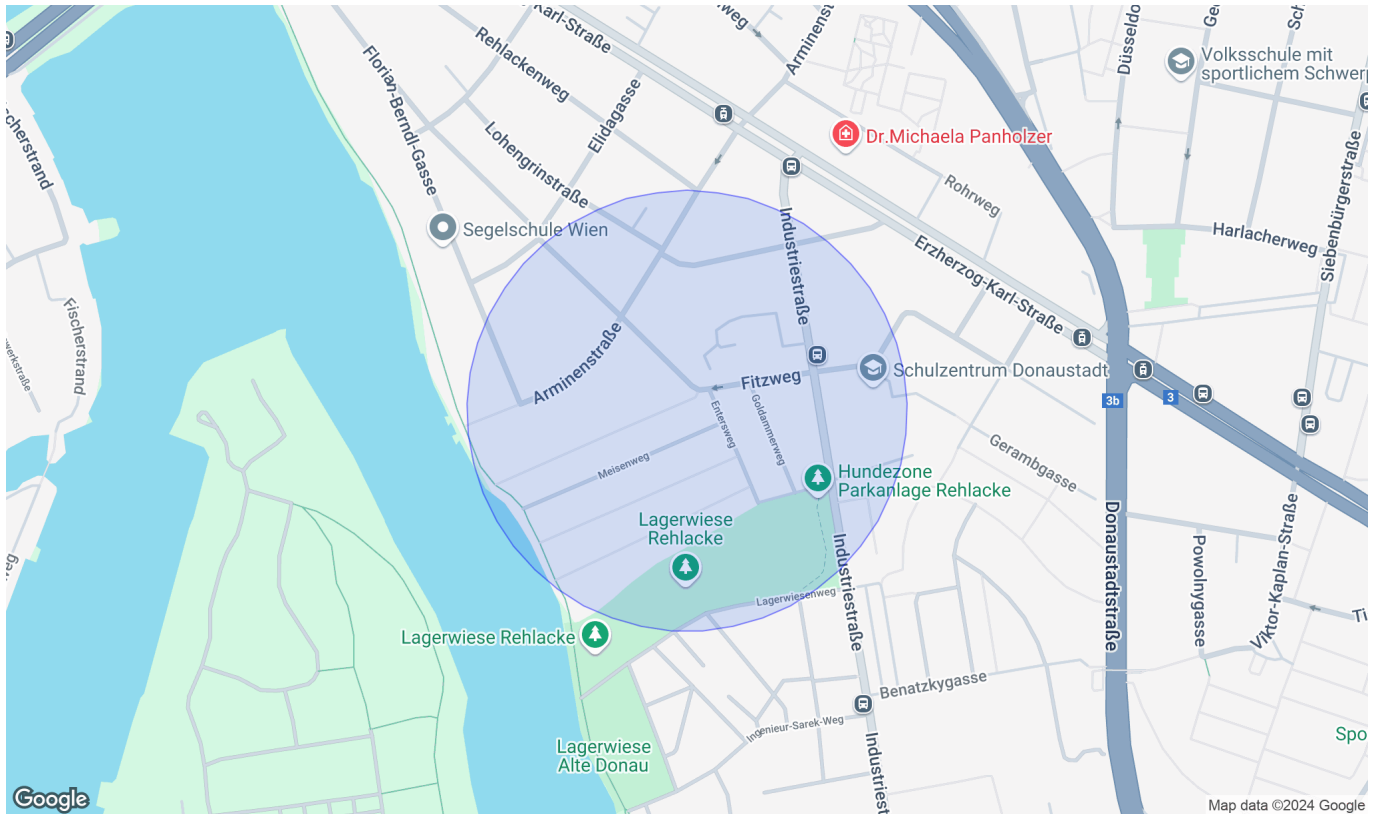 Karl-Straße
Florian-Berndl-Gasse
Rehlackenweg
Elidagasse
Lohengrinstraße
Volksschule mit
sportlichem Schwerp
Dr.Michaela Panholzer
Rohrweg
Harlacherweg
Siebenbürgerstraße
Segelschule Wien
Industriestraße
Erzherzog-Karl-Straße
Fischerstrand
Arminenstraße
Fitzweg
Schulzentrum Donaustadt
3b
3
Entersweg
Goldammerweg
Meisenweg
Gerambgasse
Hundezone
Parkanlage Rehlacke
Lagerwiese
Rehlacke
Donaustadtstraße
Powolnygasse
Viktor-Kaplan-Straße
Industriestraße
Lagerwiesenweg
Lagerwiese Rehlacke
Benatzkygasse
Ingenieur-Sarek-Weg
Lagerwiese
Alte Donau
Industriest
Spo
Google
Map data ©2024 Google